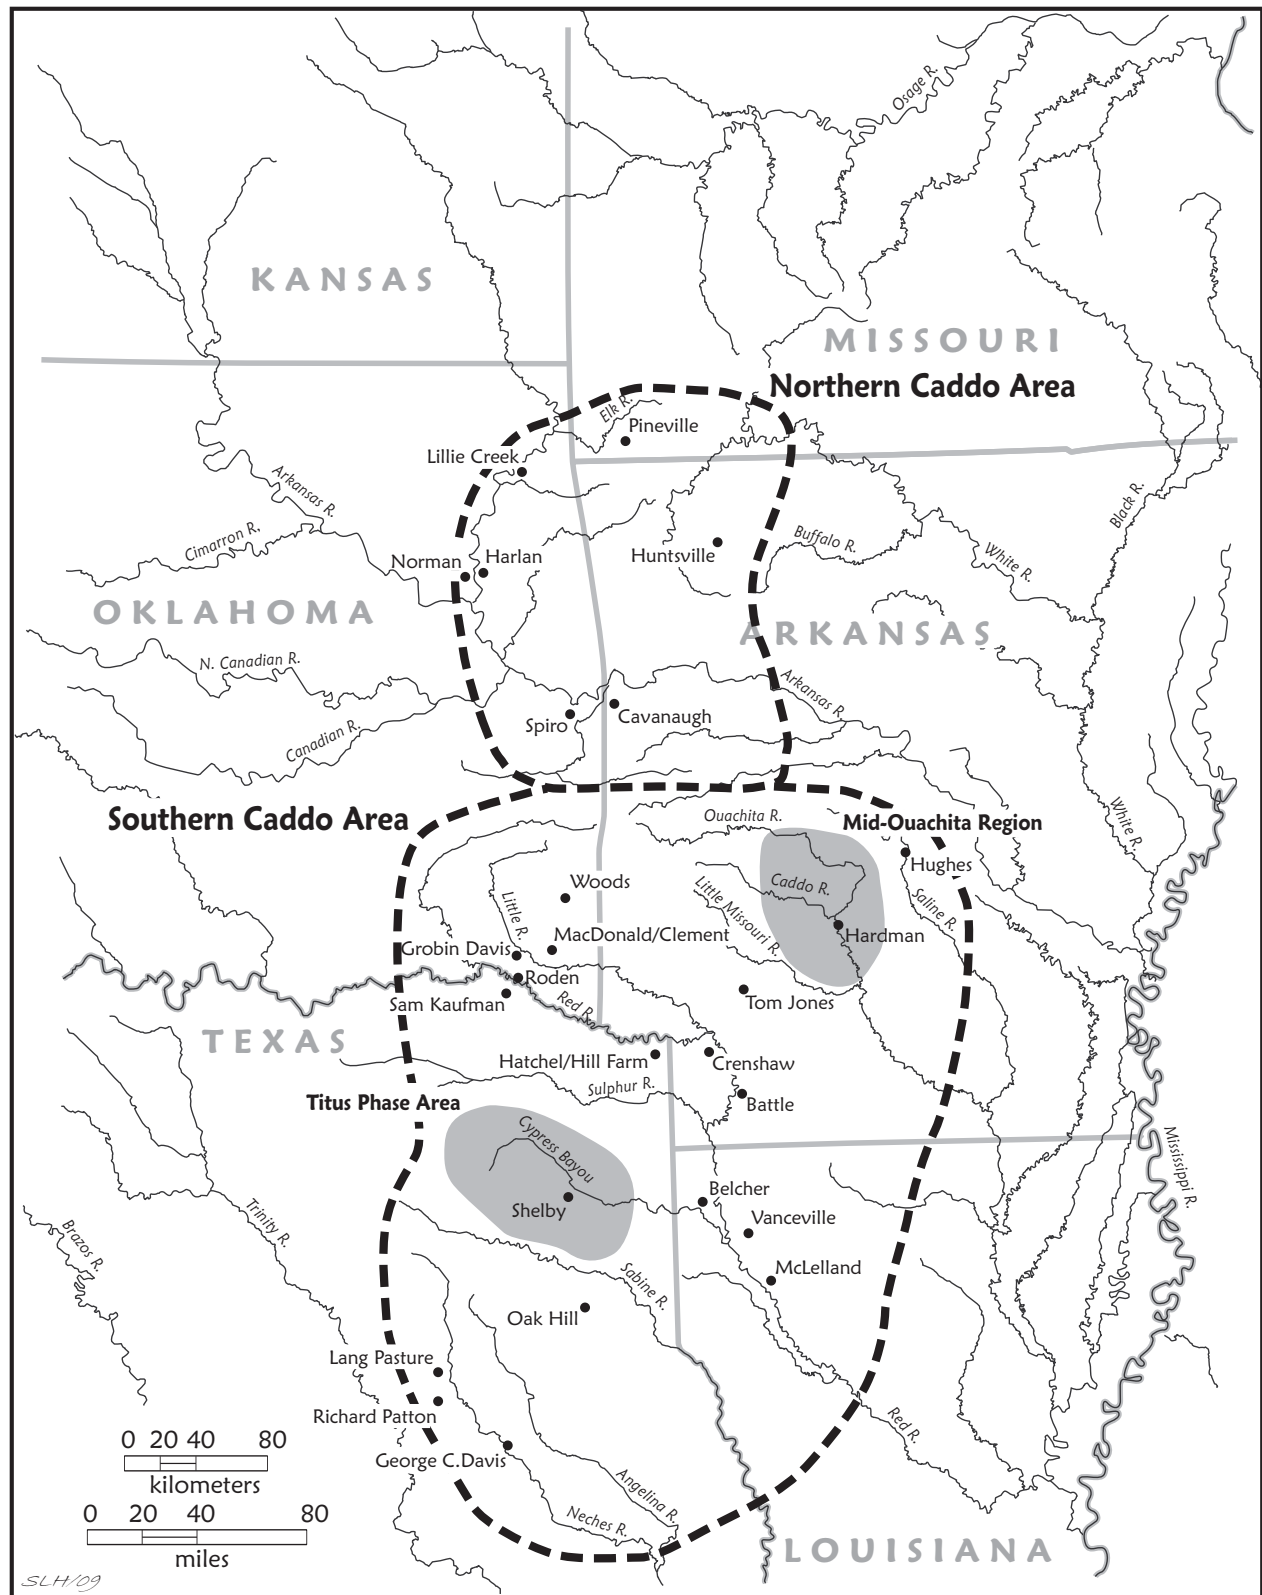 Osage R.
KANSAS
MISSOURI
Northern Caddo Area
Elk R.
Pineville
Lillie Creek
Arkansas R.
Black R.
Cimarron R.
Buffalo R.
White R.
Norman
Harlan
Huntsville
OKLAHOMA
ARKANSAS
N. Canadian R.
Arkansas R.
Canadian R.
Spiro
Cavanaugh
Southern Caddo Area
Ouachita R.
Mid-Ouachita Region
White R.
Hughes
Woods
Caddo R.
Little R.
Little Missouri R.
Saline R.
MacDonald/Clement
Hardman
Grobin Davis
Roden
Sam Kaufman
Red R.
Tom Jones
TEXAS
Hatchel/Hill Farm
Crenshaw
Sulphur R.
Titus Phase Area
Battle
Cypress Bayou
Mississippi R.
Belcher
Shelby
Vanceville
Trinity R.
Brazos R.
McLelland
Sabine R.
Oak Hill
Lang Pasture
Richard Patton
Red R.
George C.Davis
0 20 40 80
kilometers
Angelina R.
0 20 40 80
miles
Neches R.
LOUISIANA
SLH/09